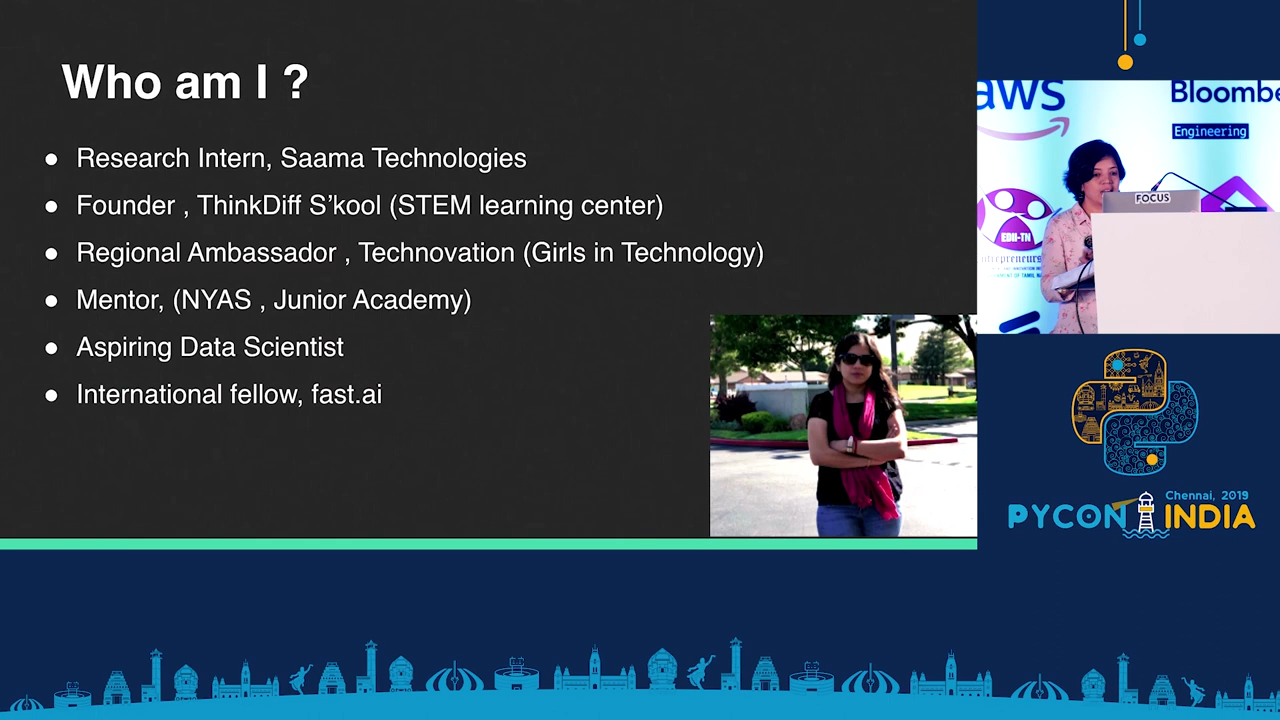 Who am I ?
● Research Intern, Saama Technologies
● Founder , ThinkDiff S'kool (STEM learning center)
● Regional Ambassador , Technovation (Girls in Technology)
● Mentor, (NYAS , Junior Academy)
● Aspiring Data Scientist
● International fellow, fast.ai
aws
Bloombe
Engineering
FOCUS
EDII-TN
Chennai, 2019
PYCON INDIA